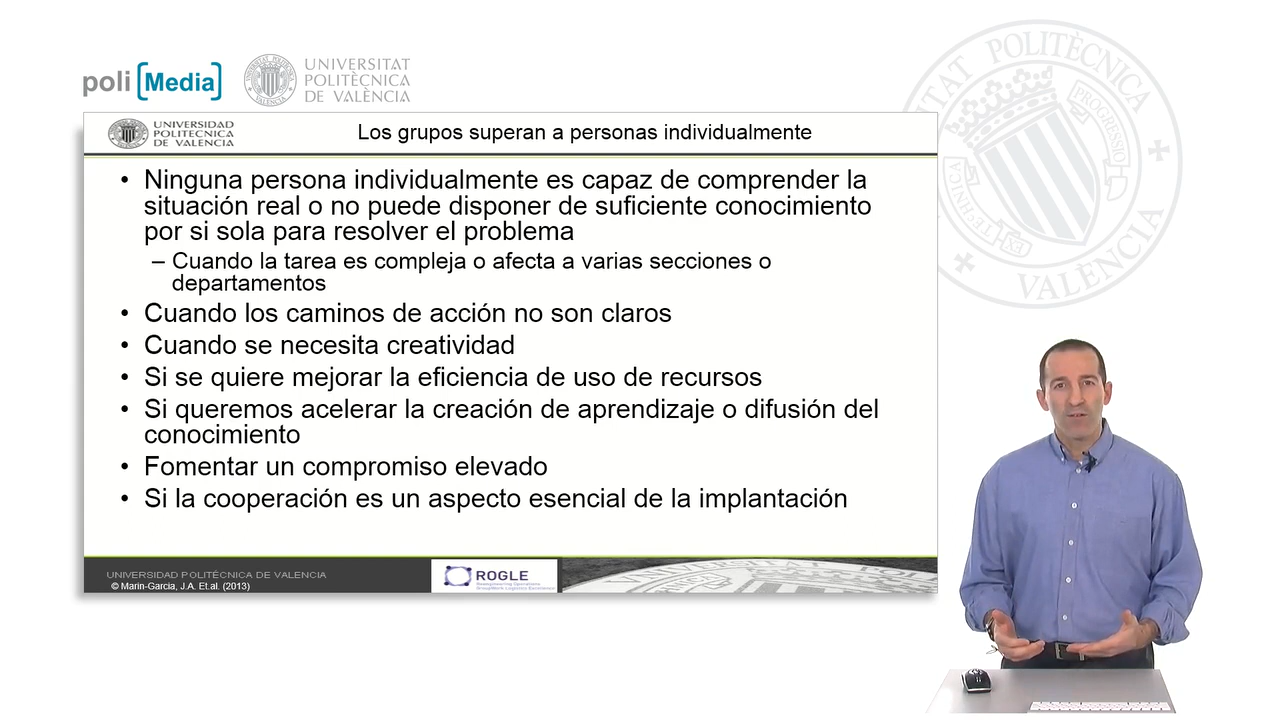 poli [Media]
UNIVERSITAT
POLITÈCNICA
DE VALÈNCIA
UNIVERSIDAD
POLITECNICA
DE VALENCIA
Los grupos superan a personas individualmente
• Ninguna persona individualmente es capaz de comprender la
situación real o no puede disponer de suficiente conocimiento
por si sola para resolver el problema
– Cuando la tarea es compleja o afecta a varias secciones o
departamentos
• Cuando los caminos de acción no son claros
• Cuando se necesita creatividad
• Si se quiere mejorar la eficiencia de uso de recursos
• Si queremos acelerar la creación de aprendizaje o difusión del
conocimiento
• Fomentar un compromiso elevado
• Si la cooperación es un aspecto esencial de la implantación
UNIVERSIDAD POLITÉCNICA DE VALENCIA
© Marin-Garcia, J.A. Et.al. (2013)
ROGLE
POLITÈCNICA
VALÈNCIA
PROGRESSIO